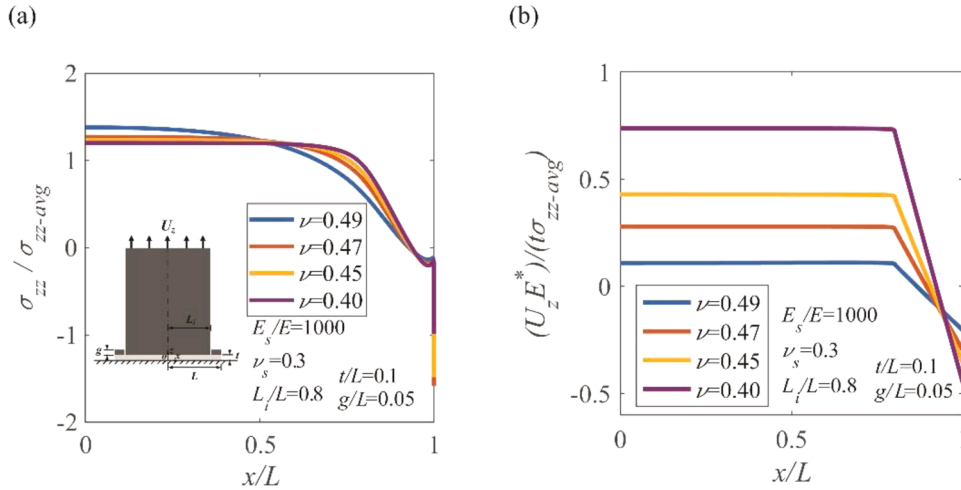 (a)
(b)
2
1
0
-1
-2
0
0.5
1
x/L
σzz / σzz-avg
Uz
Li
g
t
L
ν=0.49
ν=0.47
ν=0.45
ν=0.40
Es/E=1000
νs=0.3
Li/L=0.8
t/L=0.1
g/L=0.05
1
0.5
0
-0.5
0
0.5
1
x/L
(UzE*)/(tσzz-avg)
ν=0.49
ν=0.47
ν=0.45
ν=0.40
Es/E=1000
νs=0.3
Li/L=0.8
t/L=0.1
g/L=0.05